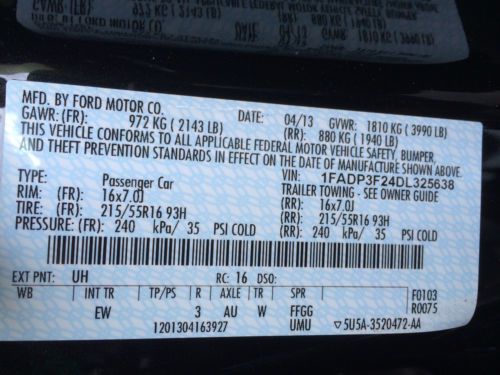 MFD. BY FORD MOTOR CO. DATE: 04/13 GVWR: 1810 KG (3990 LB)
GAWR: (FR) 972 KG (2143 LB) (RR) 880 KG (1940 LB)
THIS VEHICLE CONFORMS TO ALL APPLICABLE FEDERAL MOTOR VEHICLE SAFETY, BUMPER,
AND THEFT PREVENTION STANDARDS IN EFFECT ON THE DATE OF MANUFACTURE SHOWN ABOVE.
VIN: 1FADP3F24DL325638
TYPE: Passenger Car TRAILER TOWING - SEE OWNER GUIDE
RIM: (FR) 16x7.0J (RR) 16x7.0J
TIRE: (FR) 215/55R16 93H (RR) 215/55R16 93H
PRESSURE: (FR) 240 kPa/ 35 PSI COLD (RR) 240 kPa/ 35 PSI COLD
EXT PNT: UH RC: 16 DSO:
WB INT TR TP/PS R AXLE TR SPR F0103
R0075
EW 3 AU W FFGG
1201304163927 UMU ▽5U5A-3520472-AA